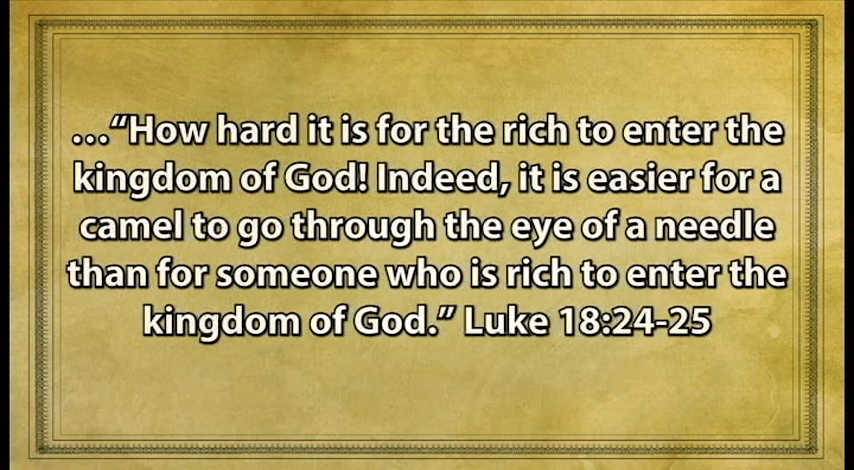 …“How hard it is for the rich to enter the
kingdom of God! Indeed, it is easier for a
camel to go through the eye of a needle
than for someone who is rich to enter the
kingdom of God.” Luke 18:24-25